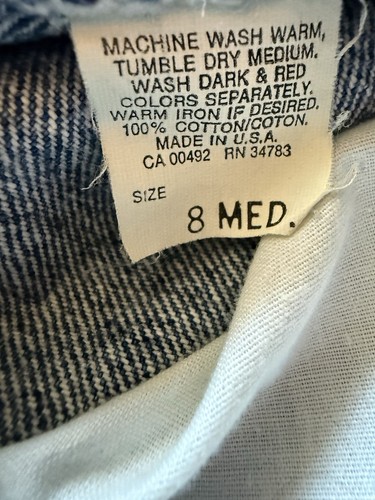 MACHINE WASH WARM,
TUMBLE DRY MEDIUM.
WASH DARK & RED
COLORS SEPARATELY.
WARM IRON IF DESIRED.
100% COTTON/COTON.
MADE IN U.S.A.
CA 00492 RN 34783
SIZE
8 MED.